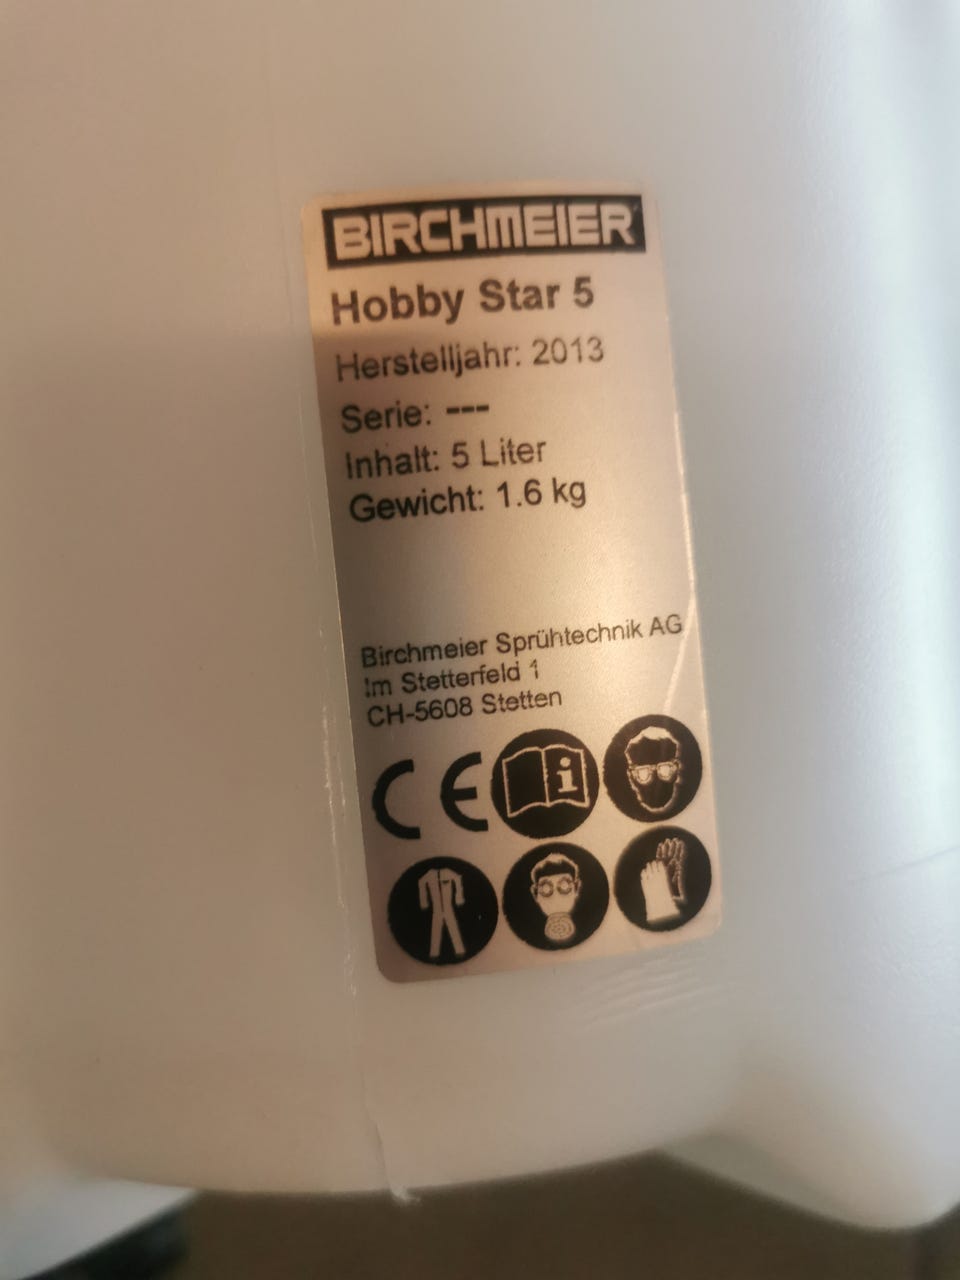 BIRCHMEIER
Hobby Star 5
Herstelljahr: 2013
Serie: ---
Inhalt: 5 Liter
Gewicht: 1.6 kg
Birchmeier Sprühtechnik AG
Im Stetterfeld 1
CH-5608 Stetten
CE
i